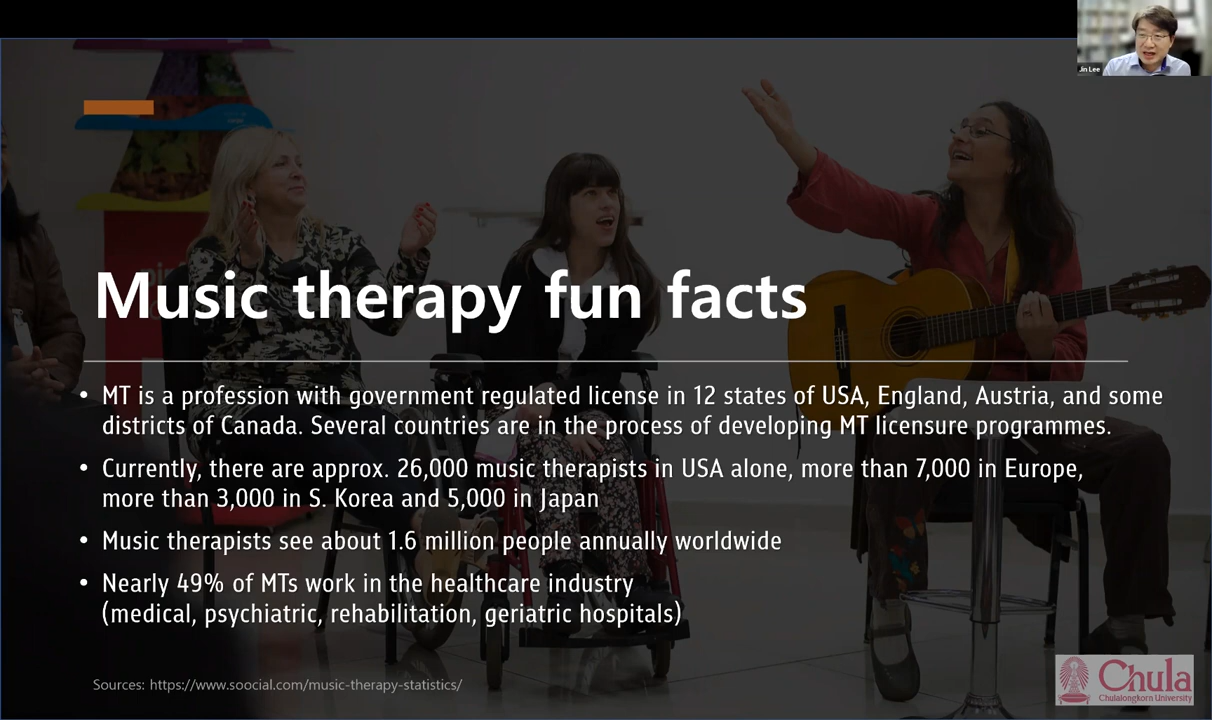 Jin Lee
Music therapy fun facts
• MT is a profession with government regulated license in 12 states of USA, England, Austria, and some
districts of Canada. Several countries are in the process of developing MT licensure programmes.
• Currently, there are approx. 26,000 music therapists in USA alone, more than 7,000 in Europe,
more than 3,000 in S. Korea and 5,000 in Japan
• Music therapists see about 1.6 million people annually worldwide
• Nearly 49% of MTs work in the healthcare industry
(medical, psychiatric, rehabilitation, geriatric hospitals)
Sources: https://www.soocial.com/music-therapy-statistics/
Chula
Chulalongkorn University